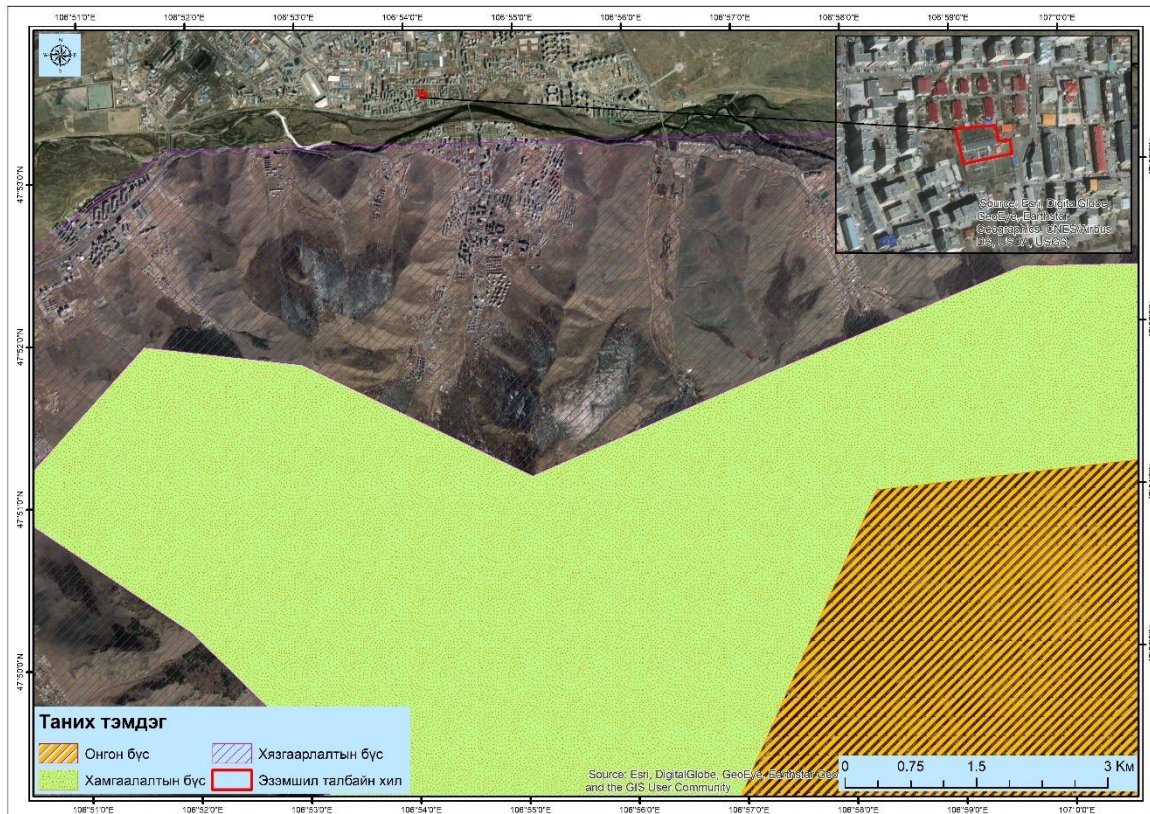 106°51'0"E 106°52'0"E 106°53'0"E 106°54'0"E 106°55'0"E 106°56'0"E 106°57'0"E 106°58'0"E 106°59'0"E 107°0'0"E
N
Source: Esri, DigitalGlobe,
GeoEye, Earthstar
Geographics, CNES/Airbus
DS, USDA, USGS,
47°53'0"N
47°52'0"N
47°51'0"N
47°50'0"N
Таних тэмдэг
Онгон бүс
Хязгаарлалтын бүс
Хамгаалалтын бүс
Эзэмшил талбайн хил
Source: Esri, DigitalGlobe, GeoEye, Earthstar Geo
and the GIS User Community
0 0.75 1.5 3 Км
106°51'0"E 106°52'0"E 106°53'0"E 106°54'0"E 106°55'0"E 106°56'0"E 106°57'0"E 106°58'0"E 106°59'0"E 107°0'0"E